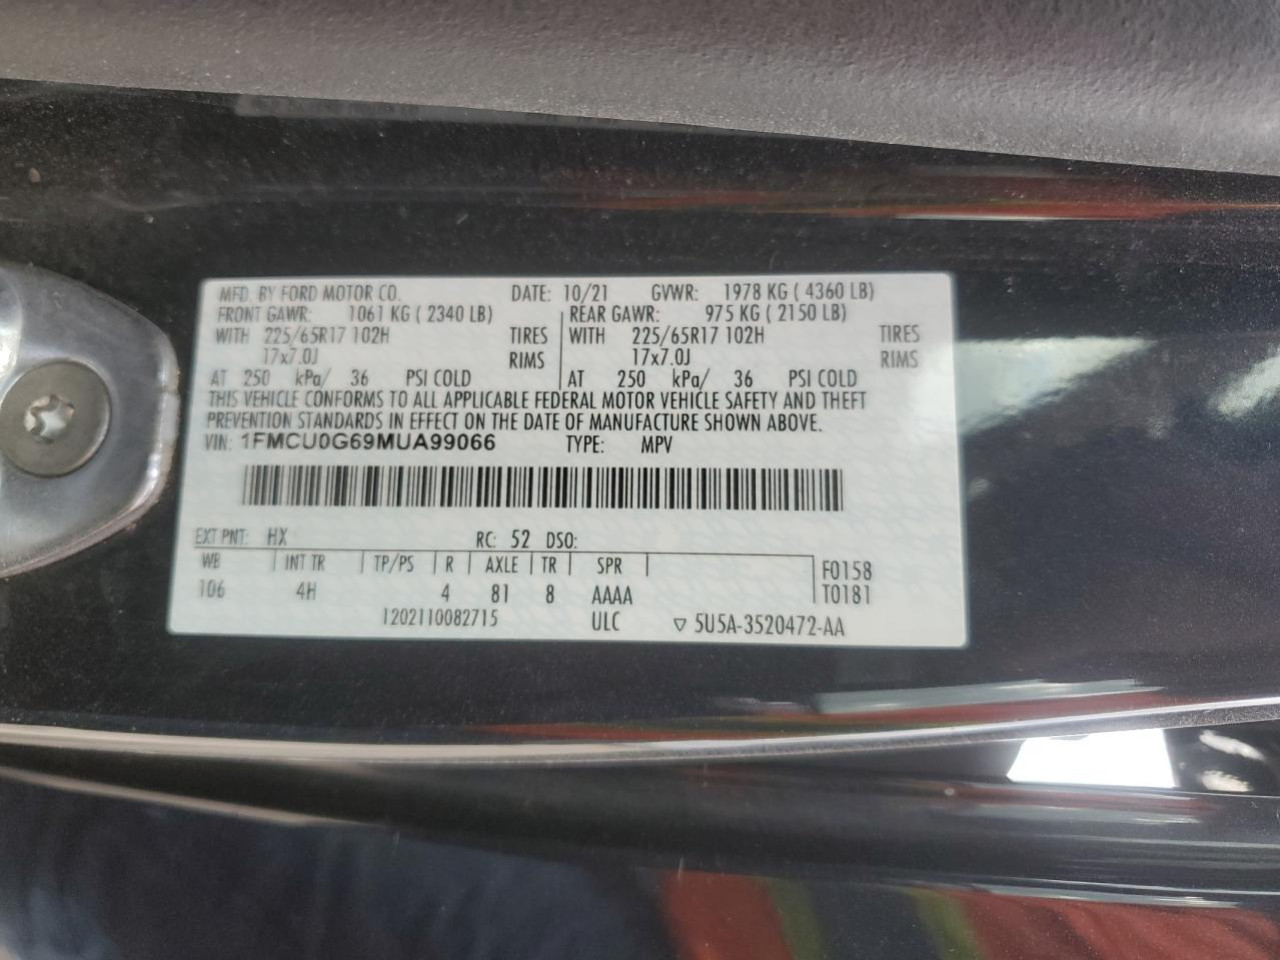 MFD. BY FORD MOTOR CO. DATE: 10/21 GVWR: 1978 KG ( 4360 LB)
FRONT GAWR: 1061 KG ( 2340 LB) REAR GAWR: 975 KG ( 2150 LB)
WITH 225/65R17 102H TIRES WITH 225/65R17 102H TIRES
17x7.0J RIMS 17x7.0J RIMS
AT 250 kPa/ 36 PSI COLD AT 250 kPa/ 36 PSI COLD
THIS VEHICLE CONFORMS TO ALL APPLICABLE FEDERAL MOTOR VEHICLE SAFETY AND THEFT
PREVENTION STANDARDS IN EFFECT ON THE DATE OF MANUFACTURE SHOWN ABOVE.
VIN: 1FMCU0G69MUA99066 TYPE: MPV
EXT PNT: HX RC: 52 DSO:
WB INT TR TP/PS R AXLE TR SPR F0158
106 4H 4 81 8 AAAA T0181
1202110082715 ULC ▽ 5U5A-3520472-AA